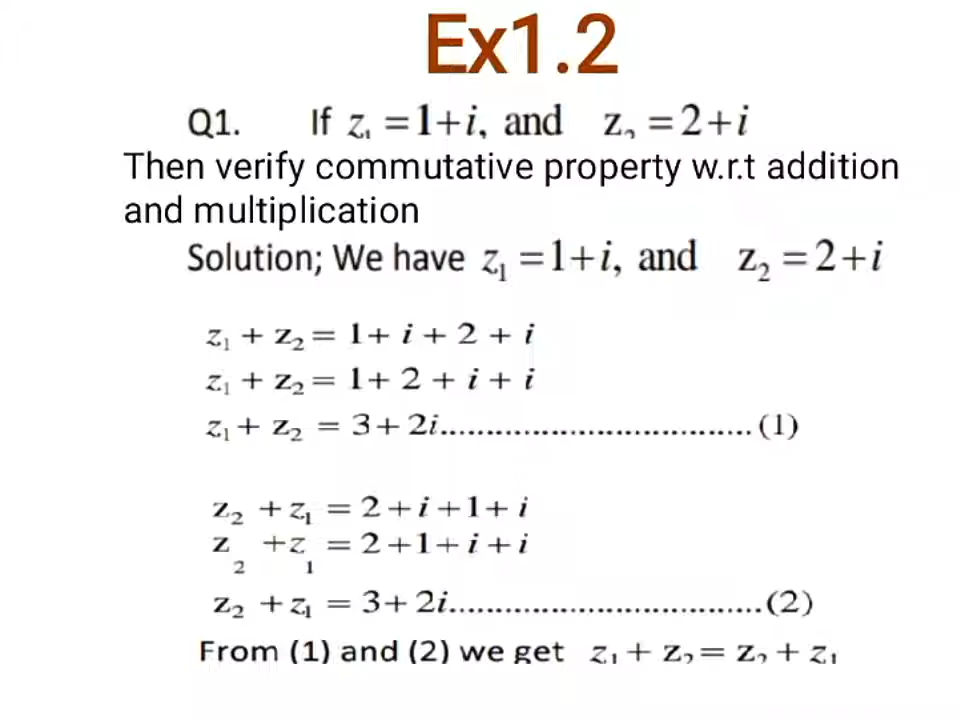 Ex1.2
Q1. If z₁ = 1+i, and z₂ = 2+i
Then verify commutative property w.r.t addition
and multiplication
Solution; We have z₁ = 1+i, and z₂ = 2+i
z₁ + z₂ = 1+ i + 2 + i
z₁ + z₂ = 1+ 2 + i + i
z₁ + z₂ = 3+ 2i.................................. (1)
z₂ + z₁ = 2+i+1+ i
z₂ + z₁ = 2+1+ i + i
z₂ + z₁ = 3+ 2i..................................(2)
From (1) and (2) we get z₁ + z₂ = z₂ + z₁